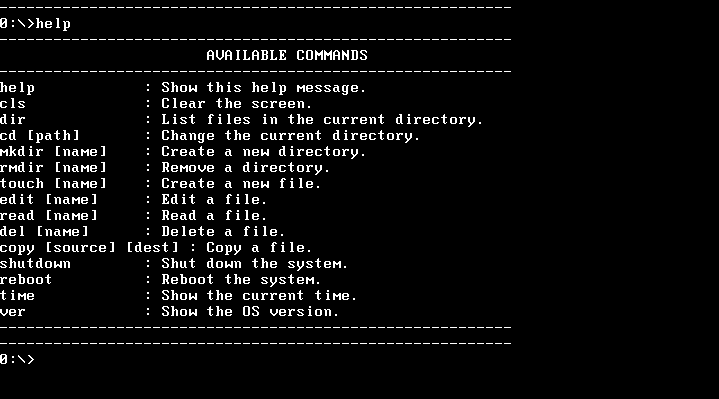 ----------------------------------------------------------------
0:\>help
----------------------------------------------------------------
                       AVAILABLE COMMANDS
----------------------------------------------------------------
help            : Show this help message.
cls             : Clear the screen.
dir             : List files in the current directory.
cd [path]       : Change the current directory.
mkdir [name]    : Create a new directory.
rmdir [name]    : Remove a directory.
touch [name]    : Create a new file.
edit [name]     : Edit a file.
read [name]     : Read a file.
del [name]      : Delete a file.
copy [source] [dest] : Copy a file.
shutdown        : Shut down the system.
reboot          : Reboot the system.
time            : Show the current time.
ver             : Show the OS version.
----------------------------------------------------------------
----------------------------------------------------------------
0:\>